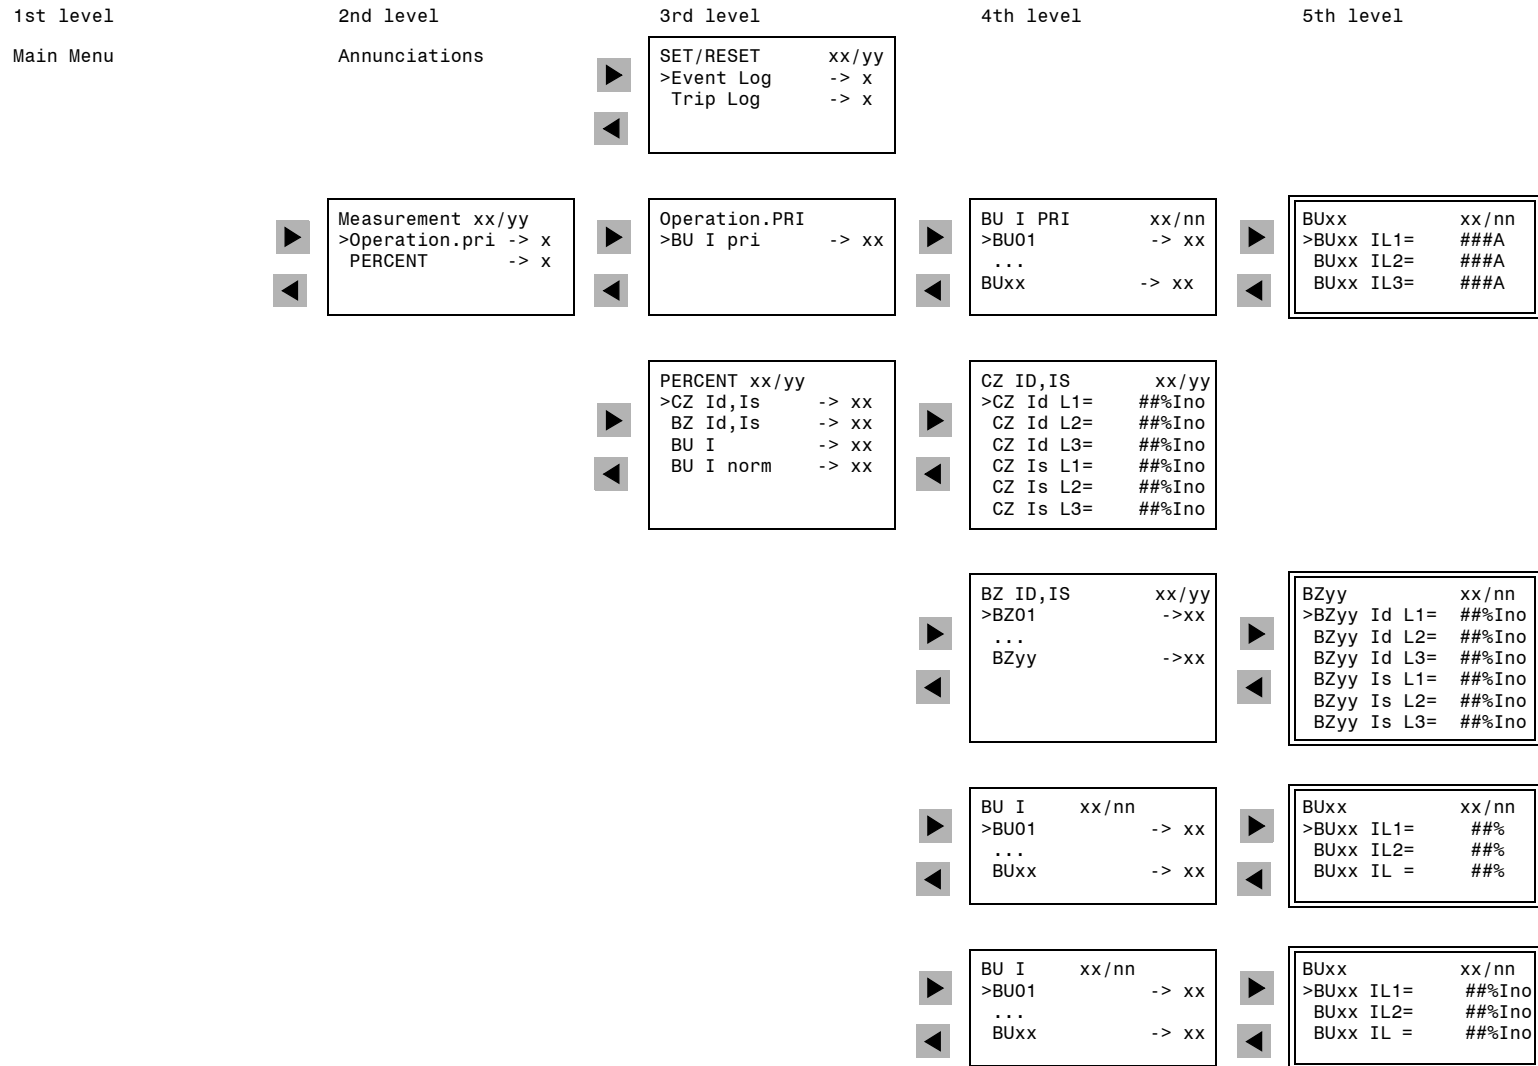 1st level 2nd level 3rd level 4th level 5th level
Main Menu Annunciations
SET/RESET xx/yy
>Event Log -> x
Trip Log -> x
Measurement xx/yy
>Operation.pri -> x
PERCENT -> x
Operation.PRI
>BU I pri -> xx
BU I PRI xx/nn
>BU01 -> xx
...
BUxx -> xx
BUxx xx/nn
>BUxx IL1= ###A
BUxx IL2= ###A
BUxx IL3= ###A
PERCENT xx/yy
>CZ Id,Is -> xx
BZ Id,Is -> xx
BU I -> xx
BU I norm -> xx
CZ ID,IS xx/yy
>CZ Id L1= ##%Ino
CZ Id L2= ##%Ino
CZ Id L3= ##%Ino
CZ Is L1= ##%Ino
CZ Is L2= ##%Ino
CZ Is L3= ##%Ino
BZ ID,IS xx/yy
>BZ01 ->xx
...
BZyy ->xx
BZyy xx/nn
>BZyy Id L1= ##%Ino
BZyy Id L2= ##%Ino
BZyy Id L3= ##%Ino
BZyy Is L1= ##%Ino
BZyy Is L2= ##%Ino
BZyy Is L3= ##%Ino
BU I xx/nn
>BU01 -> xx
...
BUxx -> xx
BUxx xx/nn
>BUxx IL1= ##%
BUxx IL2= ##%
BUxx IL = ##%
BU I xx/nn
>BU01 -> xx
...
BUxx -> xx
BUxx xx/nn
>BUxx IL1= ##%Ino
BUxx IL2= ##%Ino
BUxx IL = ##%Ino